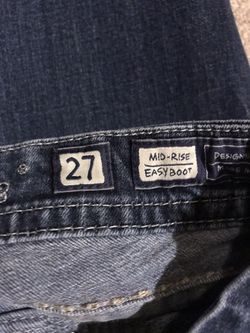 27
MID-RISE
EASY BOOT
DESIGN